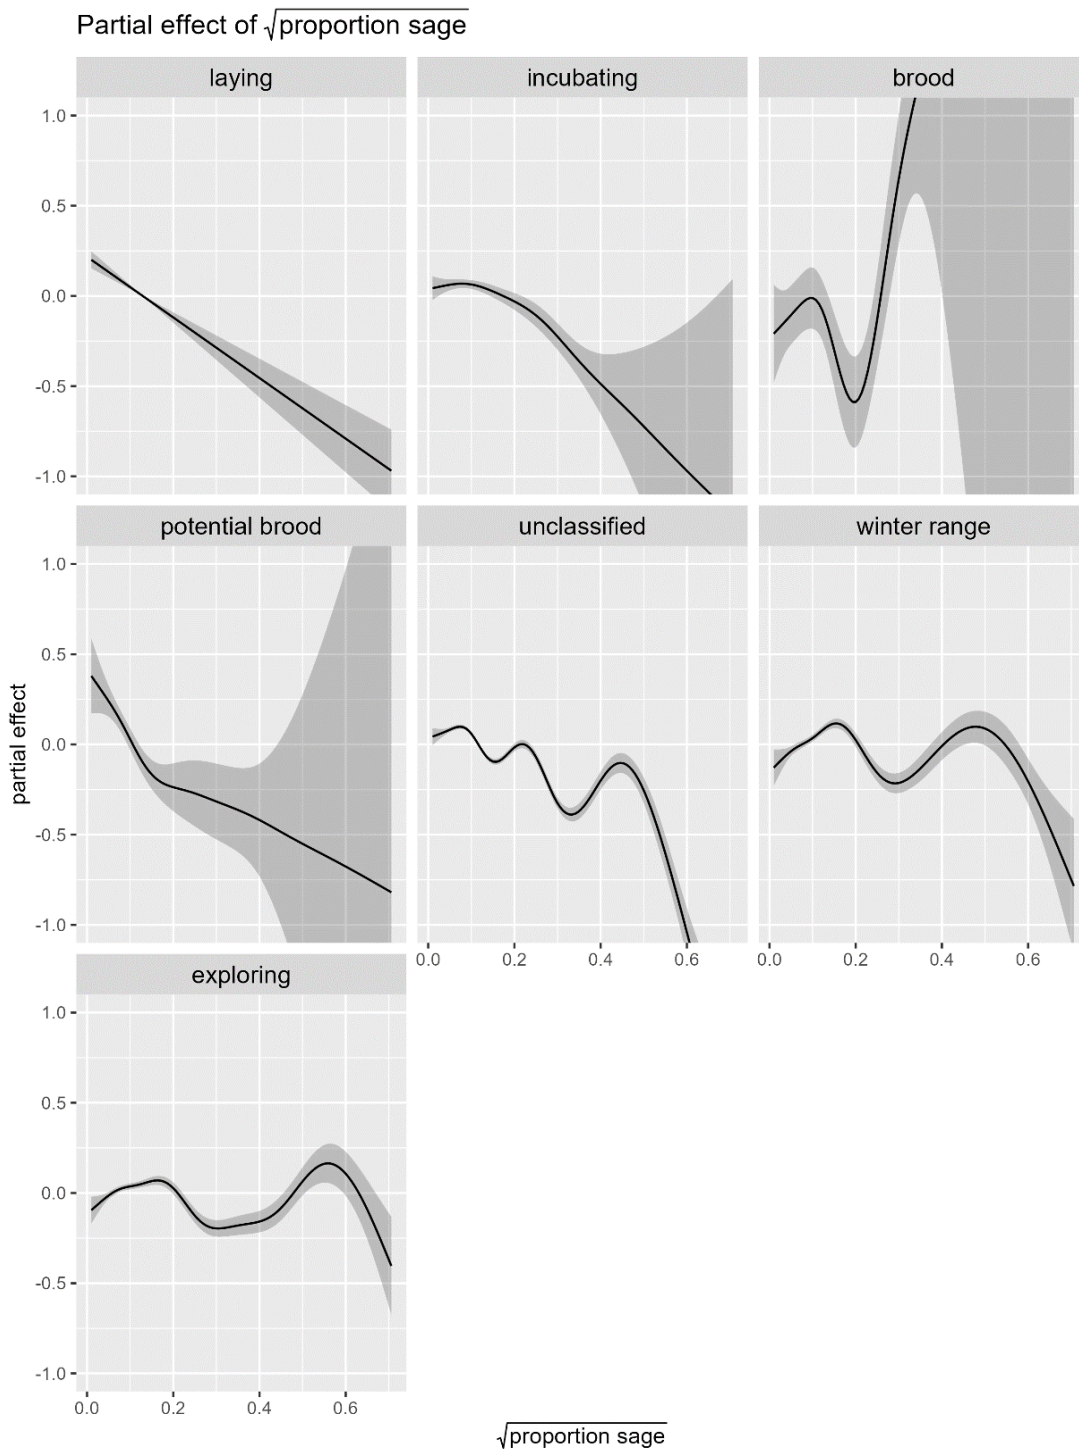 Partial effect of √proportion sage
laying
incubating
brood
1.0
0.5
0.0
-0.5
-1.0
potential brood
unclassified
winter range
1.0
0.5
0.0
-0.5
-1.0
partial effect
0.0 0.2 0.4 0.6
0.0 0.2 0.4 0.6
exploring
1.0
0.5
0.0
-0.5
-1.0
0.0 0.2 0.4 0.6
√proportion sage